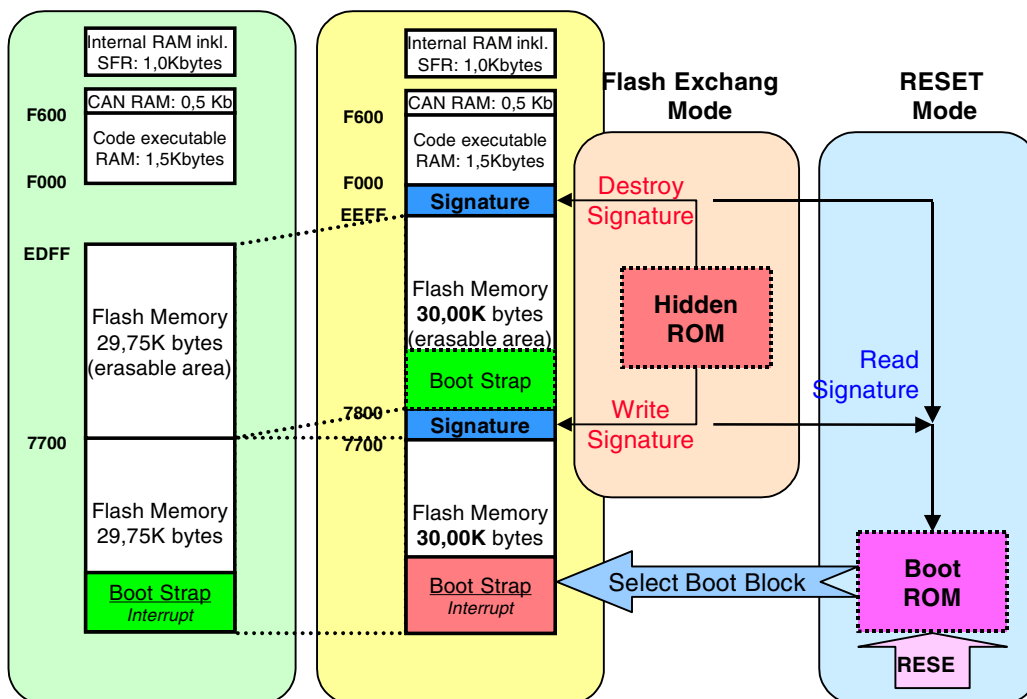 Internal RAM inkl.
SFR: 1,0Kbytes
CAN RAM: 0,5 Kb
F600
Code executable
RAM: 1,5Kbytes
F000
EDFF
Flash Memory
29,75K bytes
(erasable area)
7700
Flash Memory
29,75K bytes
Boot Strap
Interrupt
Internal RAM inkl.
SFR: 1,0Kbytes
CAN RAM: 0,5 Kb
F600
Code executable
RAM: 1,5Kbytes
F000
Signature
EEFF
Flash Memory
30,00K bytes
(erasable area)
Boot Strap
7800
Signature
7700
Flash Memory
30,00K bytes
Boot Strap
Interrupt
Flash Exchang
Mode
Destroy
Signature
Hidden
ROM
Write
Signature
RESET
Mode
Read
Signature
Select Boot Block
Boot
ROM
RESE